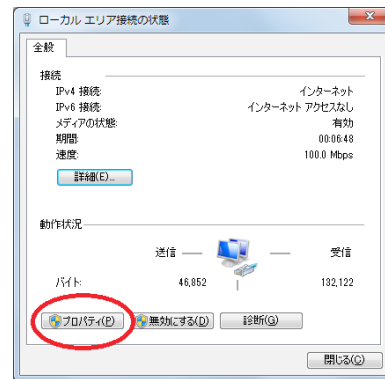 ローカル エリア接続の状態
全般
接続
IPv4 接続: インターネット
IPv6 接続: インターネット アクセスなし
メディアの状態: 有効
期間: 00:06:48
速度: 100.0 Mbps
詳細(E)...
動作状況
送信 受信
バイト: 46,852 132,122
プロパティ(P) 無効にする(D) 診断(G)
閉じる(C)